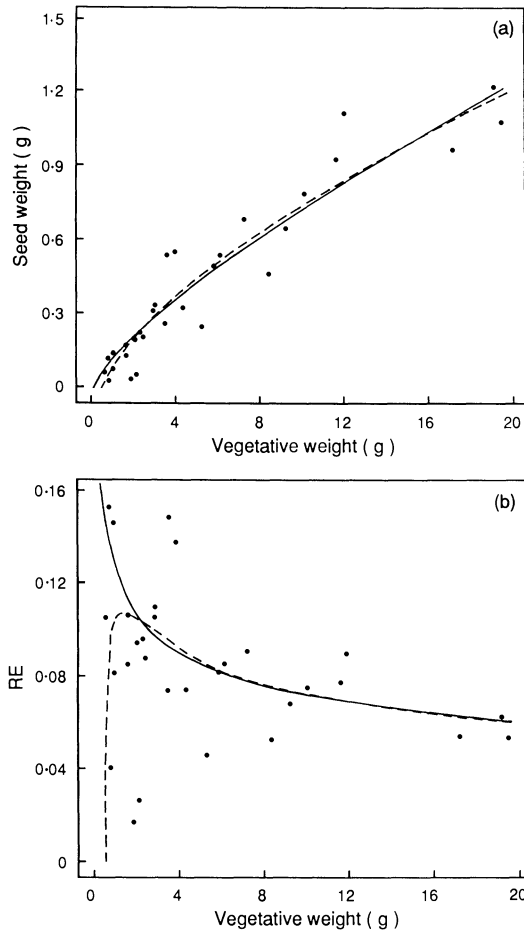 (a)
1·5
1·2
0·9
0·6
0·3
0
Seed weight ( g )
0 4 8 12 16 20
Vegetative weight ( g )
(b)
0·16
0·12
0·08
0·04
0
RE
0 4 8 12 16 20
Vegetative weight ( g )